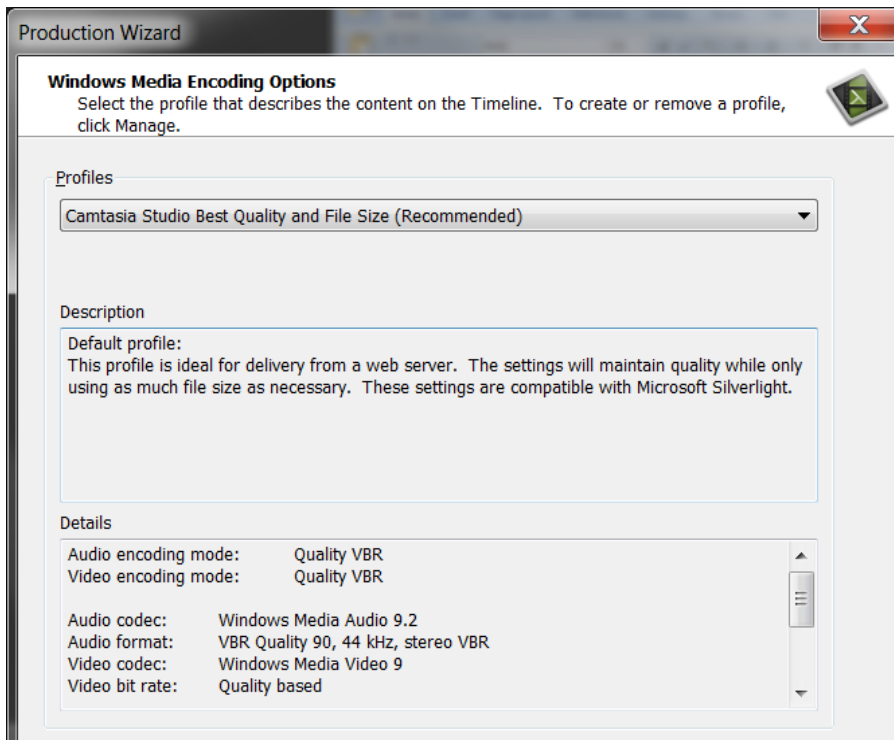 Production Wizard
Windows Media Encoding Options
Select the profile that describes the content on the Timeline. To create or remove a profile,
click Manage.
Profiles
Camtasia Studio Best Quality and File Size (Recommended)
Description
Default profile:
This profile is ideal for delivery from a web server. The settings will maintain quality while only
using as much file size as necessary. These settings are compatible with Microsoft Silverlight.
Details
Audio encoding mode: Quality VBR
Video encoding mode: Quality VBR
Audio codec: Windows Media Audio 9.2
Audio format: VBR Quality 90, 44 kHz, stereo VBR
Video codec: Windows Media Video 9
Video bit rate: Quality based